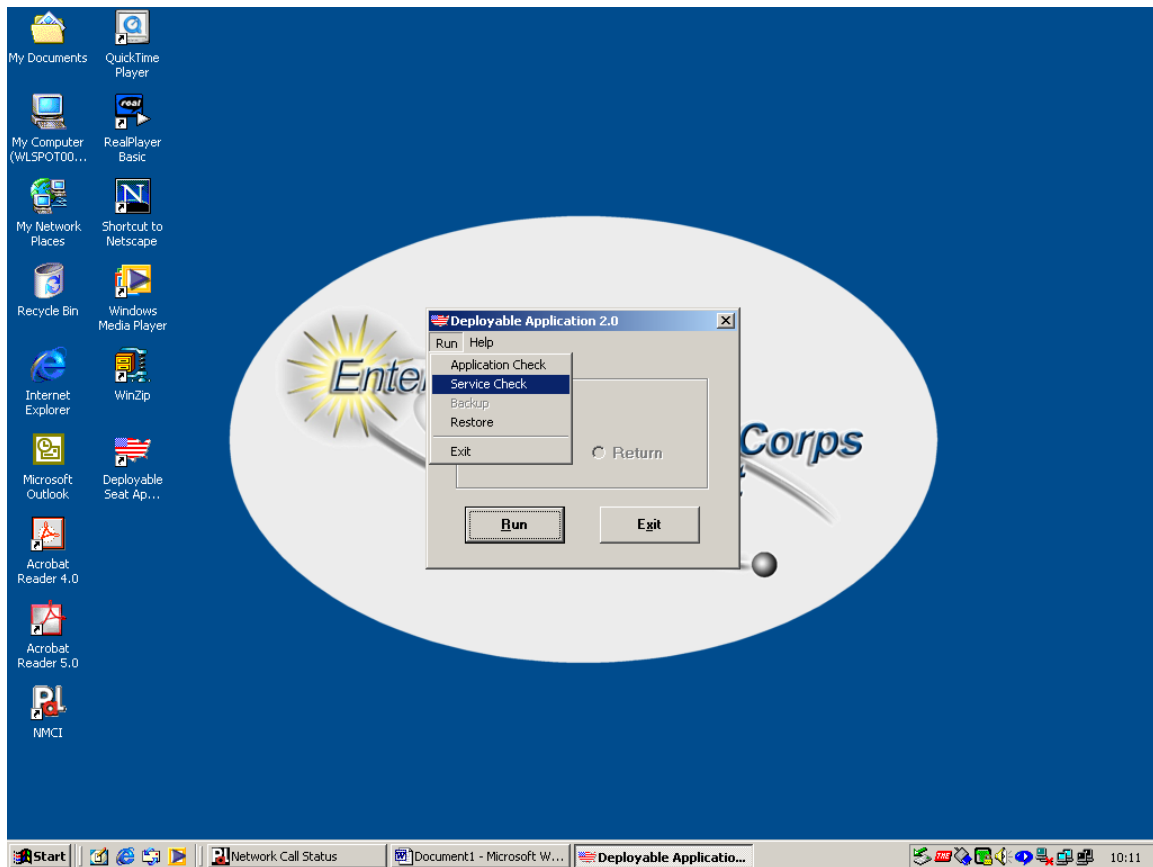 My Documents
QuickTime
Player
My Computer
(WLSPOT00...
RealPlayer
Basic
My Network
Places
Shortcut to
Netscape
Recycle Bin
Windows
Media Player
Internet
Explorer
WinZip
Microsoft
Outlook
Deployable
Seat Ap...
Acrobat
Reader 4.0
Acrobat
Reader 5.0
NMCI
Deployable Application 2.0
Run Help
Application Check
Service Check
Backup
Restore
Exit
Return
Run Exit
Ente
Corps
Start
Network Call Status
Document1 - Microsoft W...
Deployable Applicatio...
10:11